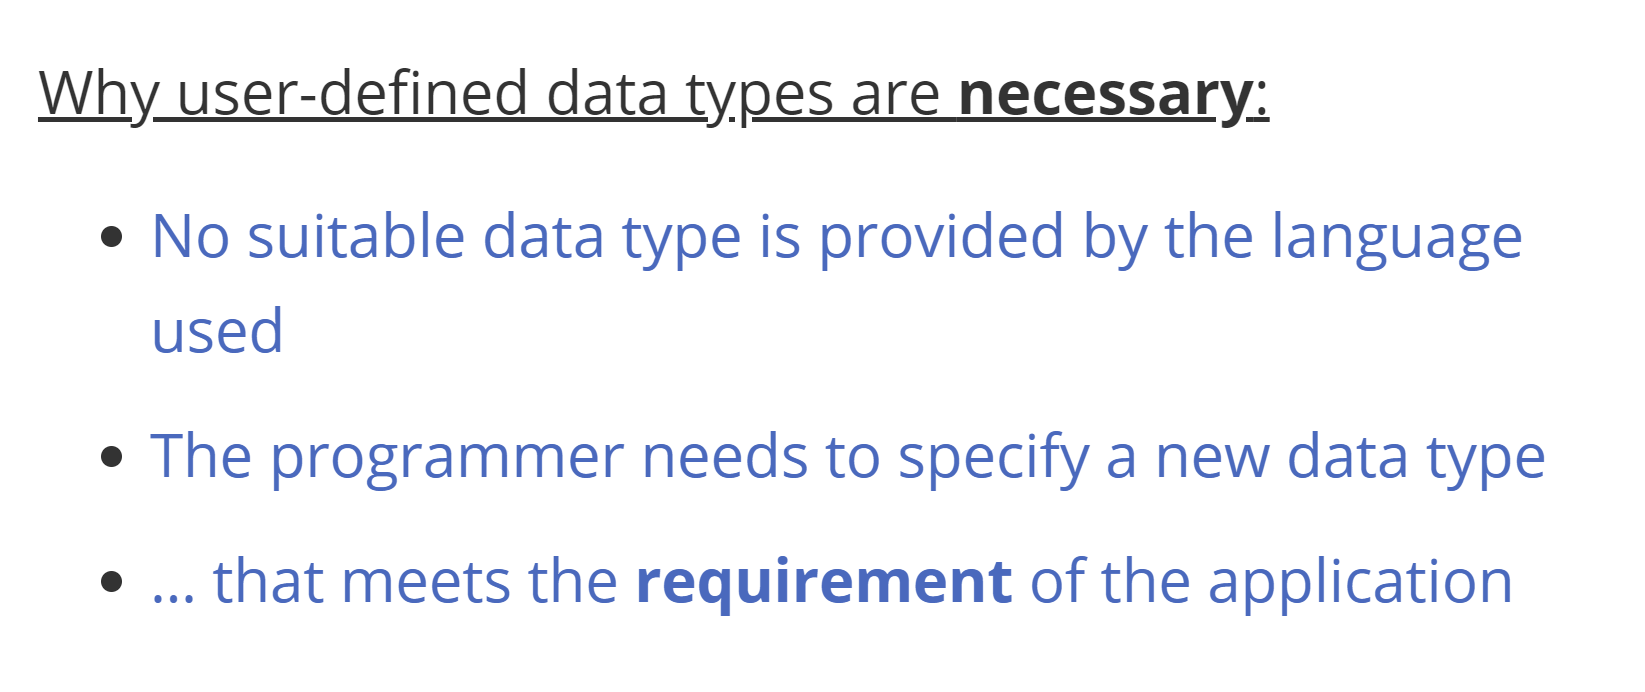 Why user-defined data types are necessary:
No suitable data type is provided by the language
used
The programmer needs to specify a new data type
... that meets the requirement of the application